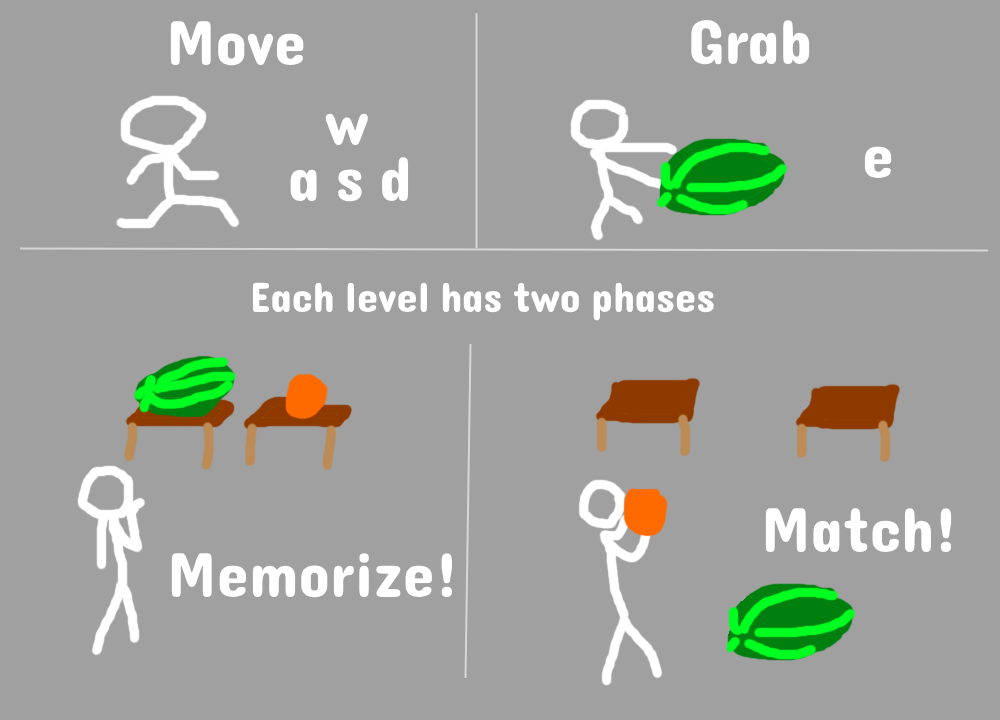 Move
w
a s d
Grab
e
Each level has two phases
Memorize!
Match!